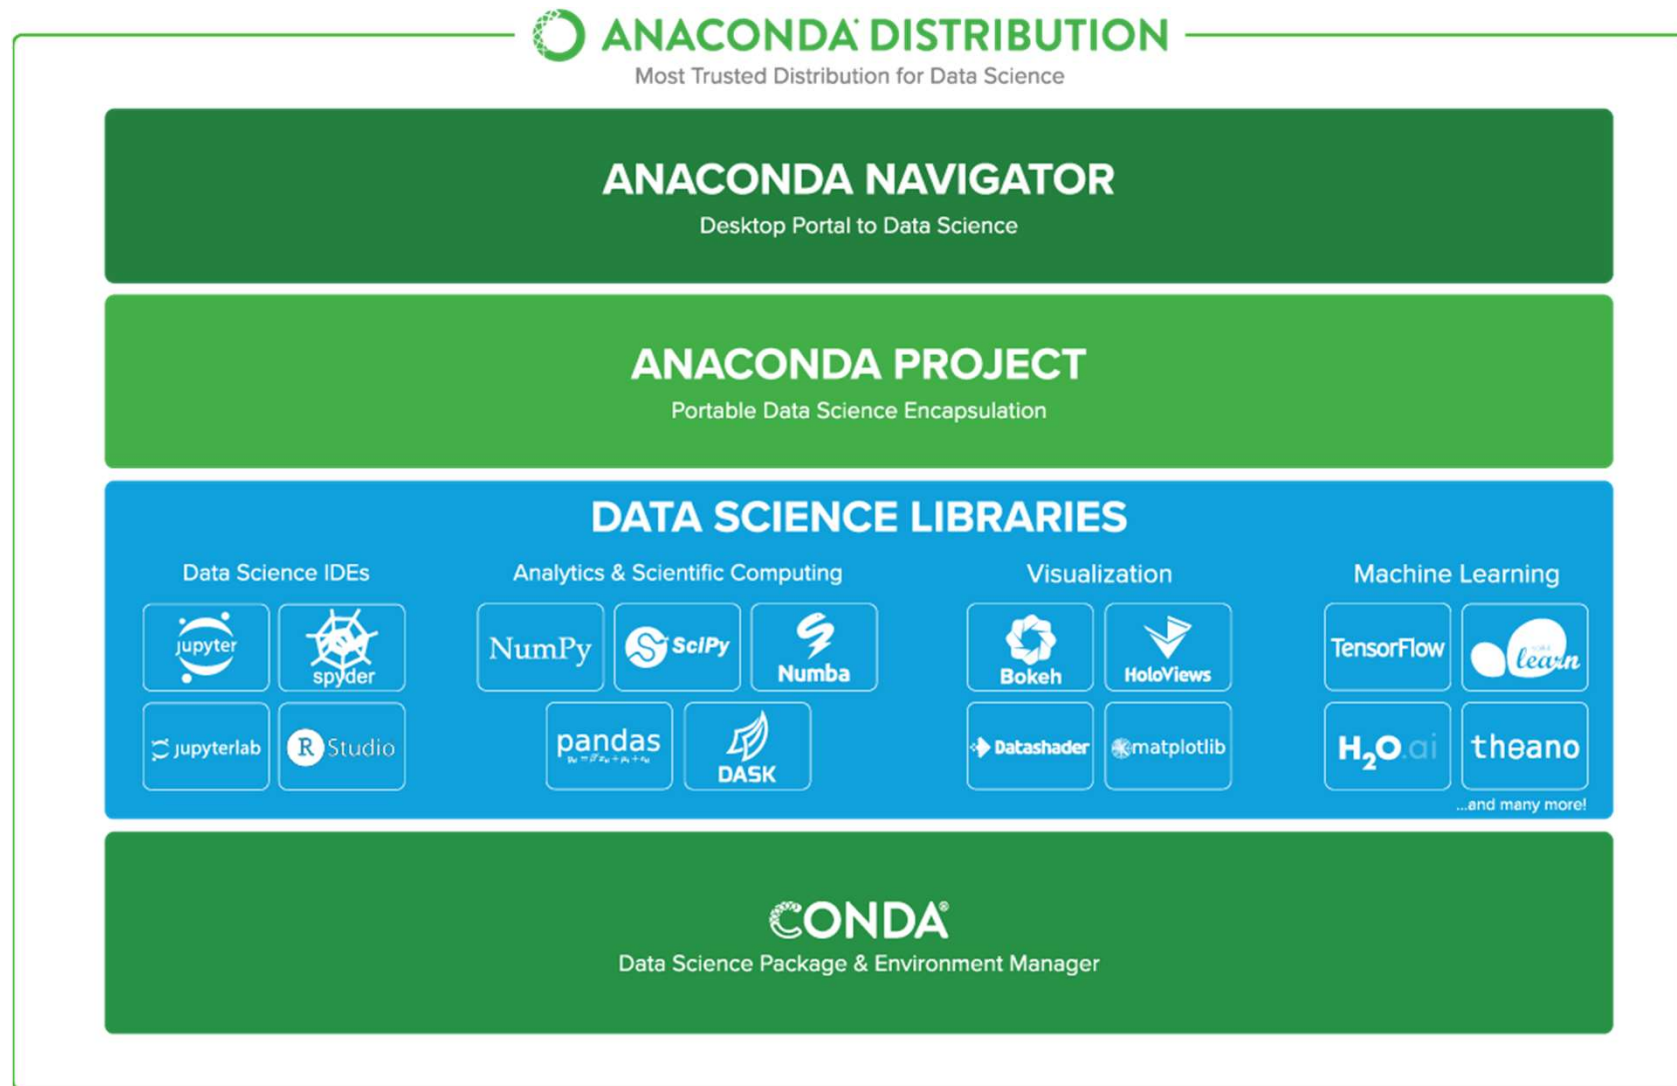 ANACONDA® DISTRIBUTION
Most Trusted Distribution for Data Science
ANACONDA NAVIGATOR
Desktop Portal to Data Science
ANACONDA PROJECT
Portable Data Science Encapsulation
DATA SCIENCE LIBRARIES
Data Science IDEs
jupyter
spyder
jupyterlab
R Studio
Analytics & Scientific Computing
NumPy
SciPy
Numba
pandas
DASK
Visualization
Bokeh
HoloViews
Datashader
matplotlib
Machine Learning
TensorFlow
learn
H2O.ai
theano
...and many more!
CONDA®
Data Science Package & Environment Manager